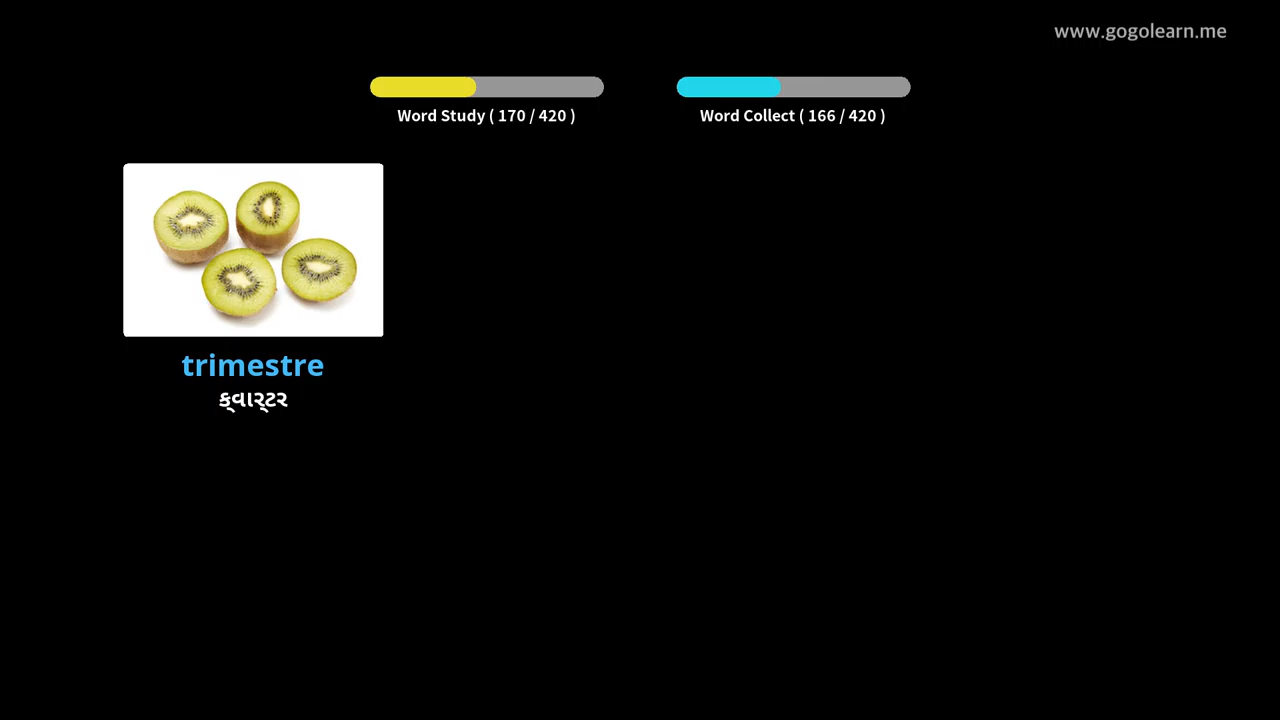 www.gogolearn.me
Word Study ( 170 / 420 )
Word Collect ( 166 / 420 )
trimestre
ક્વાર્ટર